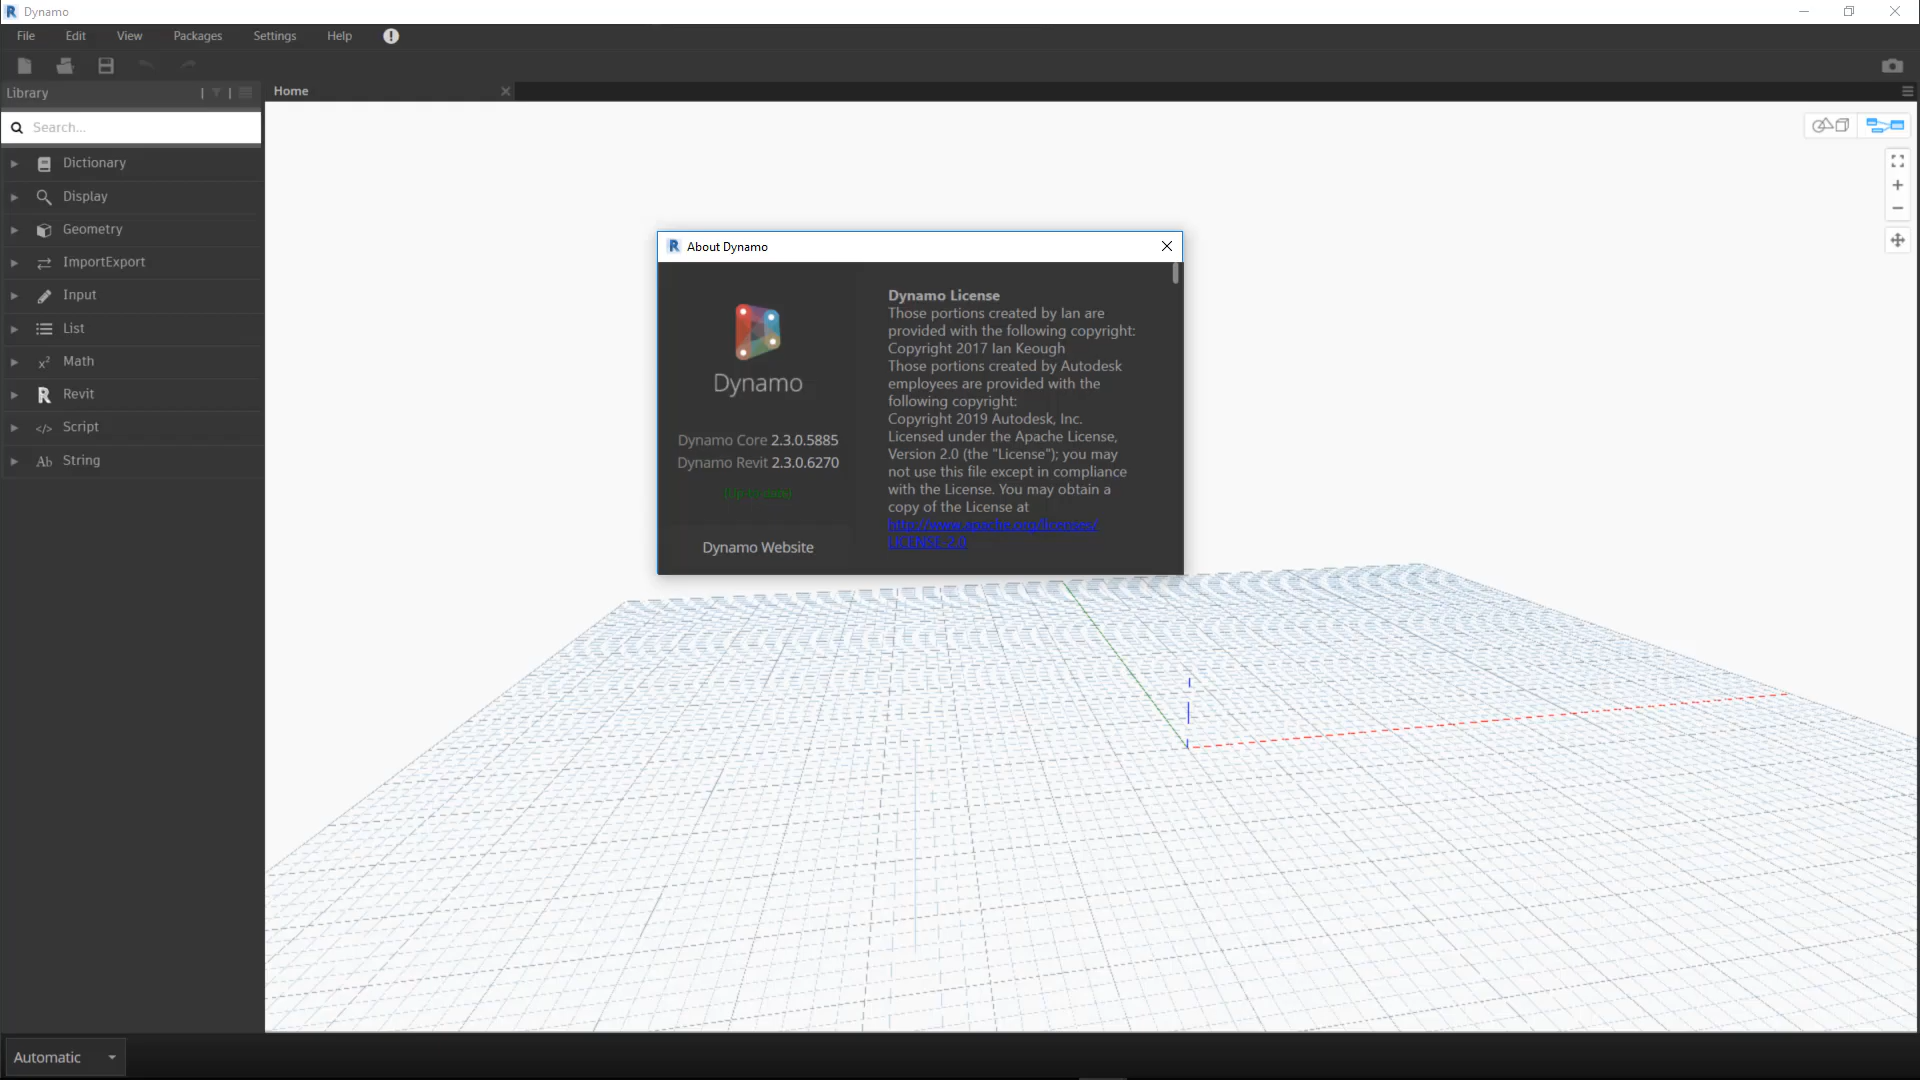 Dynamo
File Edit View Packages Settings Help
Library
Home
Search...
Dictionary
Display
Geometry
ImportExport
Input
List
Math
Revit
Script
Ab String
About Dynamo
Dynamo
Dynamo Core 2.3.0.5885
Dynamo Revit 2.3.0.6270
(Up-to-date)
Dynamo Website
Dynamo License
Those portions created by Ian are
provided with the following copyright:
Copyright 2017 Ian Keough
Those portions created by Autodesk
employees are provided with the
following copyright:
Copyright 2019 Autodesk, Inc.
Licensed under the Apache License,
Version 2.0 (the "License"); you may
not use this file except in compliance
with the License. You may obtain a
copy of the License at
http://www.apache.org/licenses/
LICENSE-2.0
Automatic